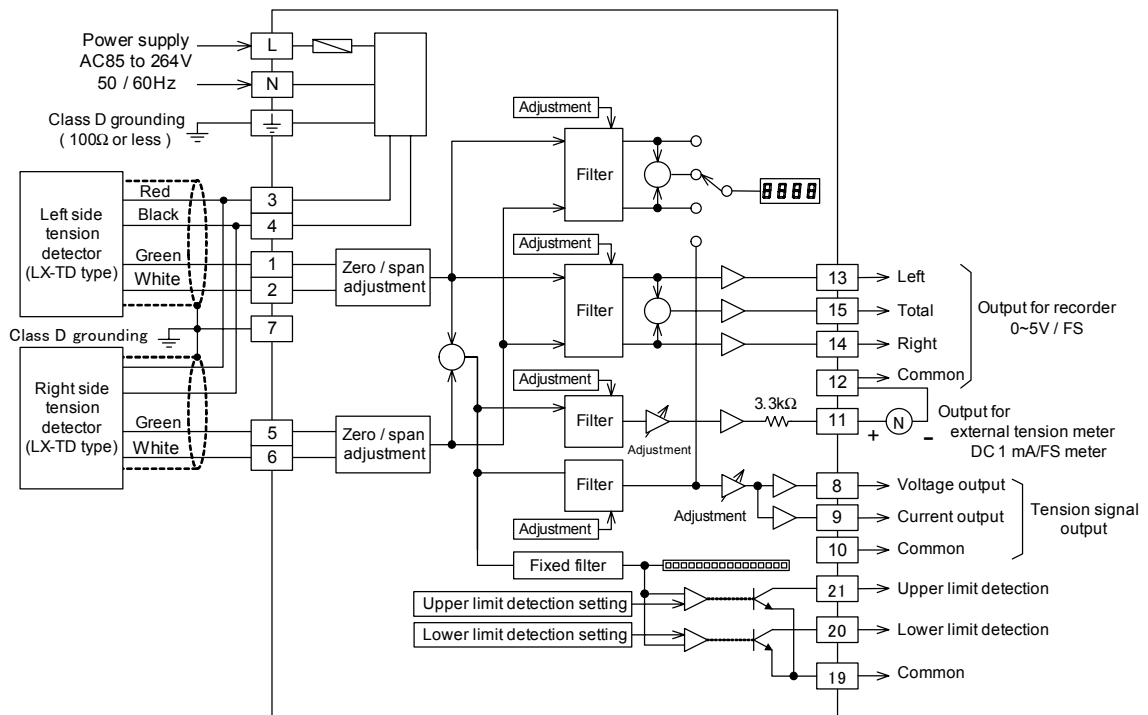 Power supply
AC85 to 264V
50 / 60Hz
L
N
Class D grounding
( 100Ω or less )
Left side
tension
detector
(LX-TD type)
Red
Black
Green
White
3
4
1
2
7
Class D grounding
Right side
tension
detector
(LX-TD type)
Green
White
5
6
Zero / span
adjustment
Zero / span
adjustment
Adjustment
Filter
8888
Adjustment
Filter
13
Left
15
Total
14
Right
12
Common
Output for recorder
0~5V / FS
Adjustment
Filter
Adjustment
3.3kΩ
11
+
N
-
Output for
external tension meter
DC 1 mA/FS meter
Filter
Adjustment
Adjustment
8
Voltage output
9
Current output
10
Common
Tension signal
output
Fixed filter
Upper limit detection setting
Lower limit detection setting
21
Upper limit detection
20
Lower limit detection
19
Common